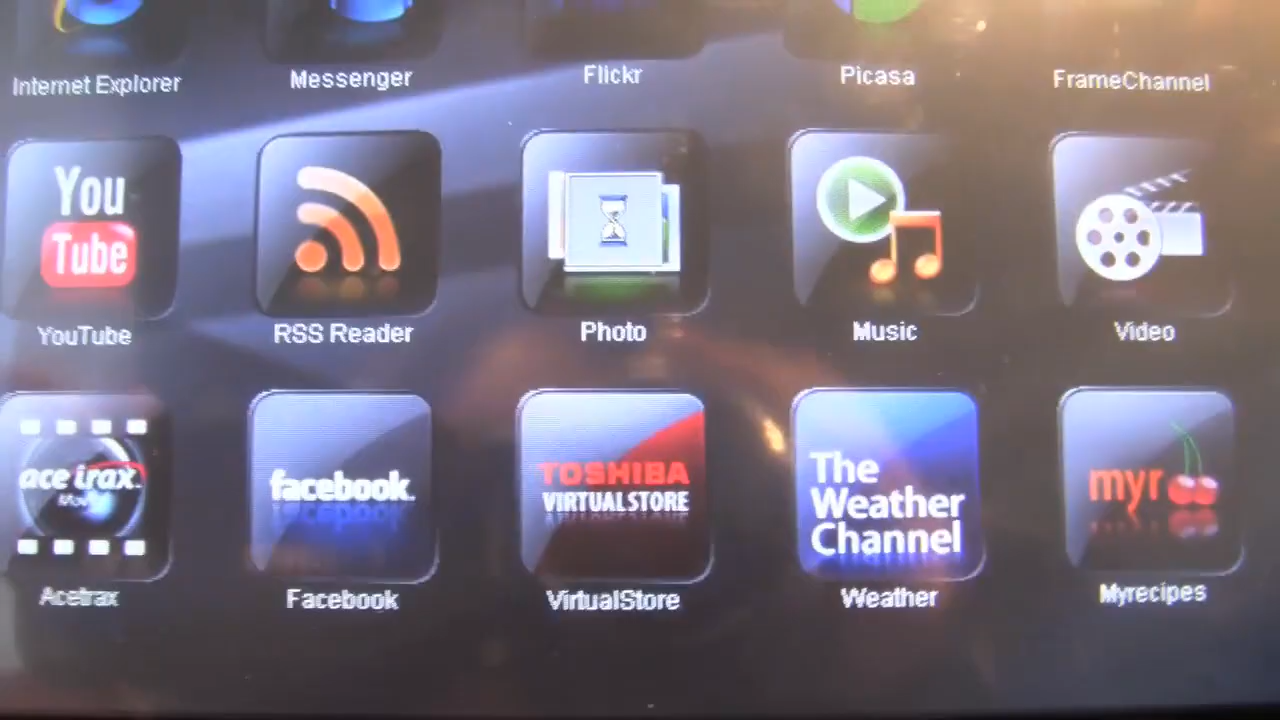 Internet Explorer
Messenger
Flickr
Picasa
FrameChannel
You
Tube
YouTube
RSS Reader
Photo
Music
Video
ace trax.
Movies
Acetrax
facebook.
Facebook
TOSHIBA
VIRTUALSTORE
VirtualStore
The
Weather
Channel
Weather
myr
Myrecipes